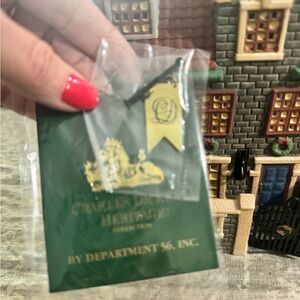 CHARLES DICKENS
HERITAGE
COLLECTION
BY DEPARTMENT 56, INC.